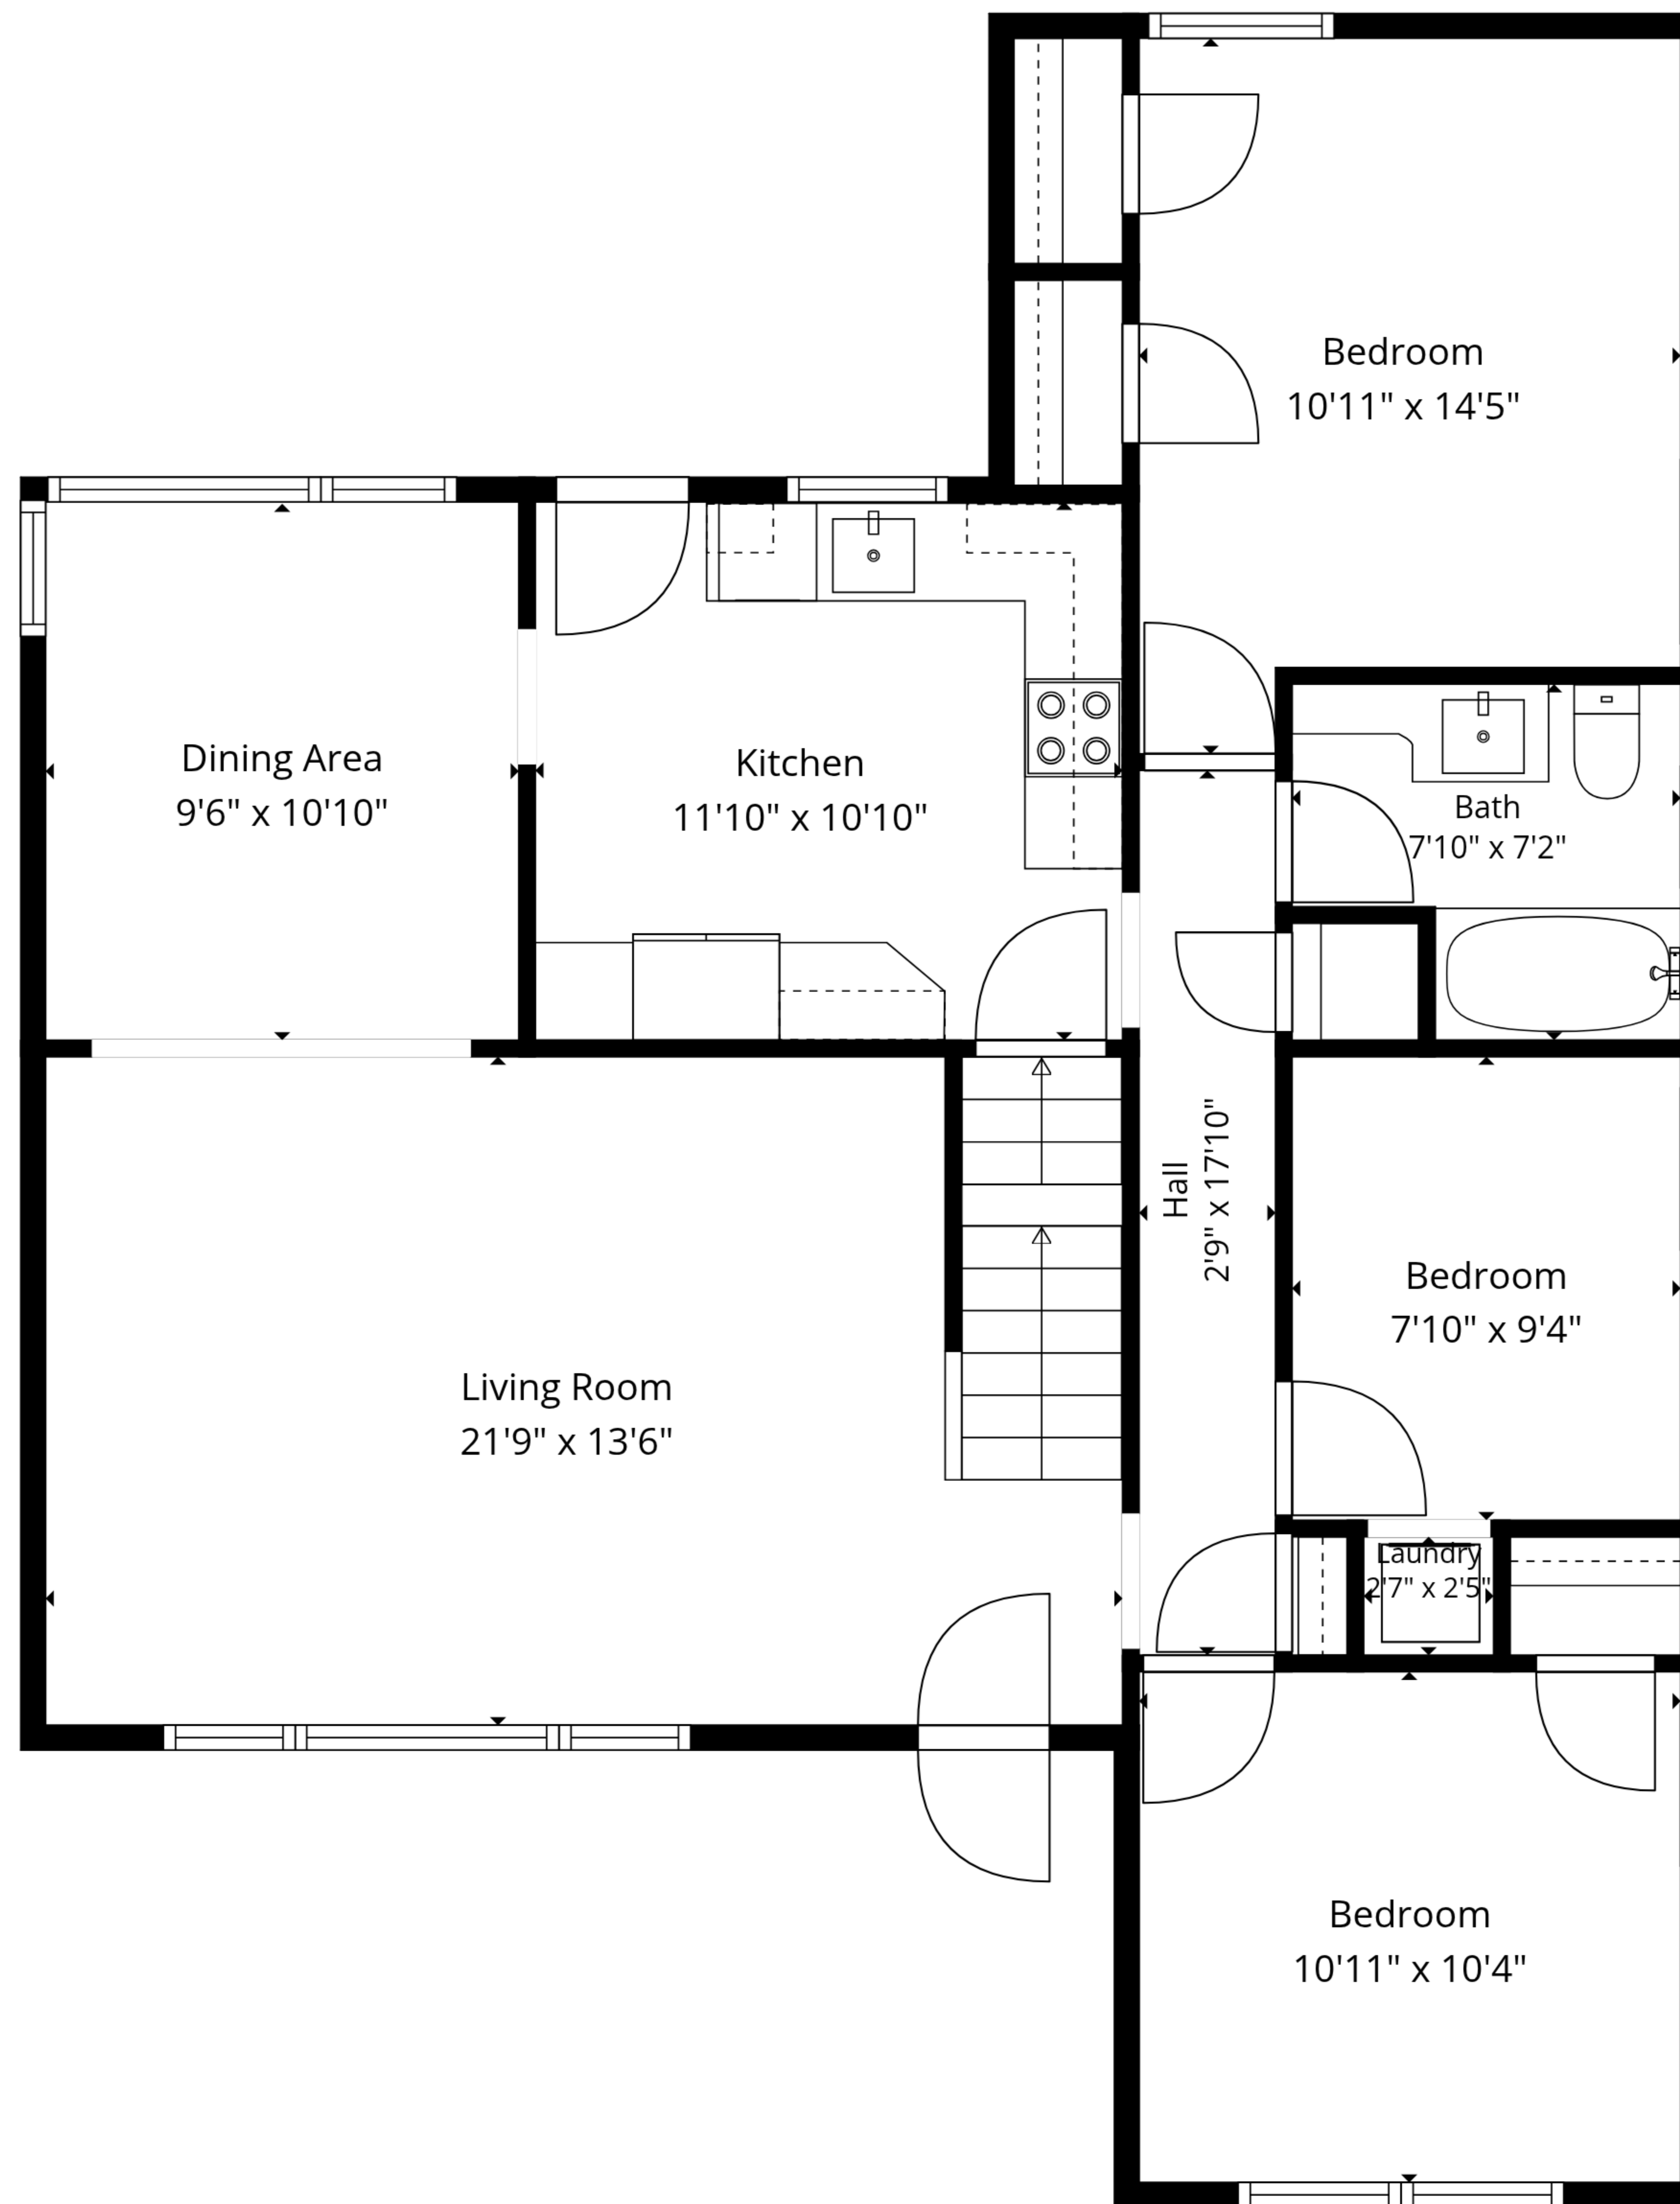 Bedroom
10'11" x 14'5"
Dining Area
9'6" x 10'10"
Kitchen
11'10" x 10'10"
Bath
7'10" x 7'2"
Hall
2'9" x 17'10"
Bedroom
7'10" x 9'4"
Living Room
21'9" x 13'6"
Laundry
2'7" x 2'5"
Bedroom
10'11" x 10'4"